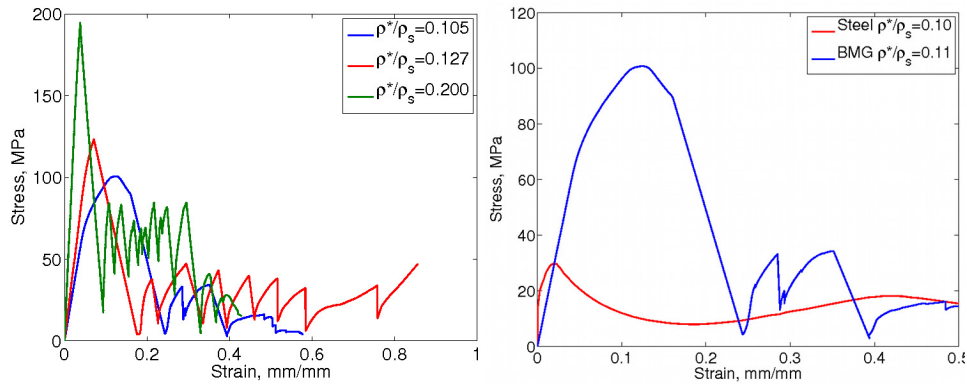 200
150
100
50
0
0
0.2
0.4
0.6
0.8
1
Stress, MPa
Strain, mm/mm
ρ*/ρs=0.105
ρ*/ρs=0.127
ρ*/ρs=0.200
120
100
80
60
40
20
0
0
0.1
0.2
0.3
0.4
0.5
Stress, MPa
Strain, mm/mm
Steel ρ*/ρs=0.10
BMG ρ*/ρs=0.11